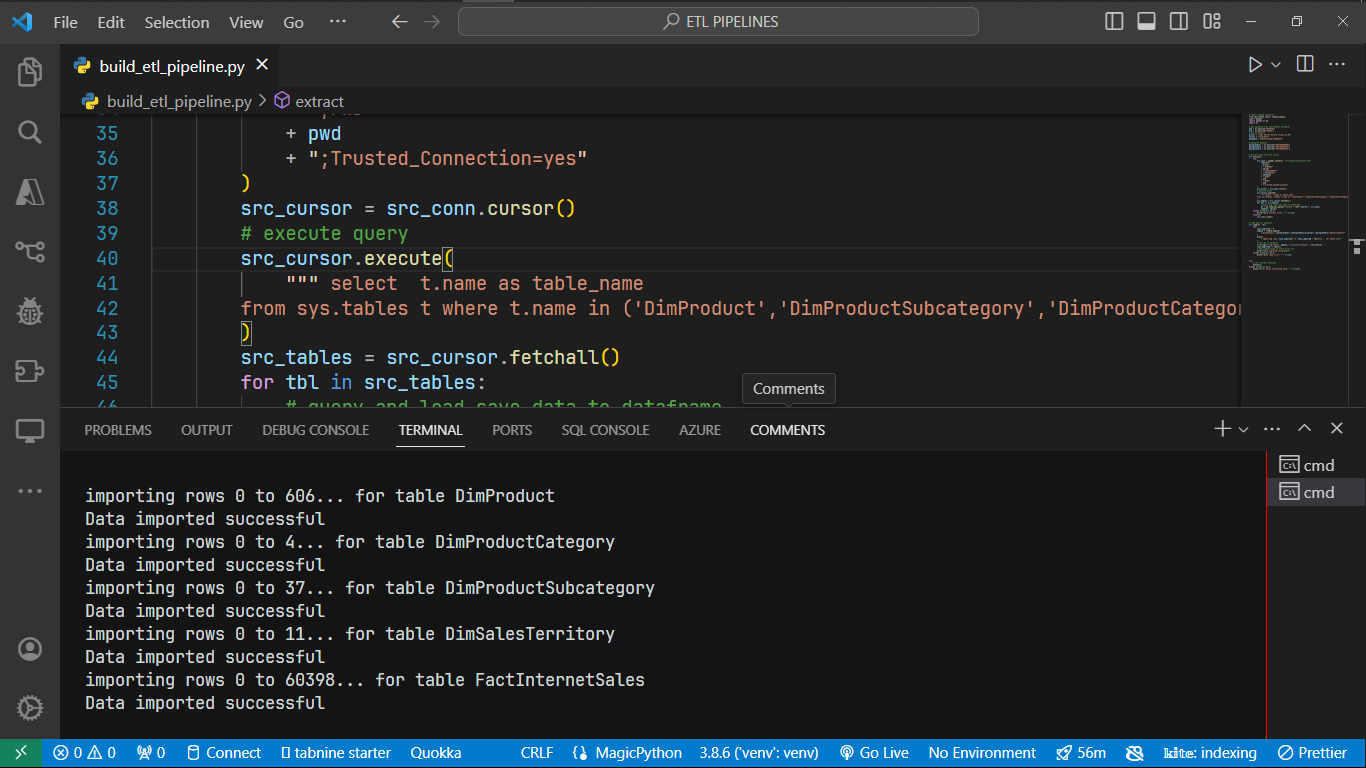 File Edit Selection View Go ··· ETL PIPELINES
build_etl_pipeline.py
build_etl_pipeline.py > extract
35 + pwd
36 + ";Trusted_Connection=yes"
37 )
38 src_cursor = src_conn.cursor()
39 # execute query
40 src_cursor.execute(
41 """ select  t.name as table_name
42 from sys.tables t where t.name in ('DimProduct','DimProductSubcategory','DimProductCategor
43 )
44 src_tables = src_cursor.fetchall()
45 for tbl in src_tables:
46 # query and load save data to dataframe
Comments
PROBLEMS OUTPUT DEBUG CONSOLE TERMINAL PORTS SQL CONSOLE AZURE COMMENTS
cmd
cmd
importing rows 0 to 606... for table DimProduct
Data imported successful
importing rows 0 to 4... for table DimProductCategory
Data imported successful
importing rows 0 to 37... for table DimProductSubcategory
Data imported successful
importing rows 0 to 11... for table DimSalesTerritory
Data imported successful
importing rows 0 to 60398... for table FactInternetSales
Data imported successful
0 0 0 Connect tabnine starter Quokka CRLF MagicPython 3.8.6 ('venv': venv) Go Live No Environment 56m kite: indexing Prettier